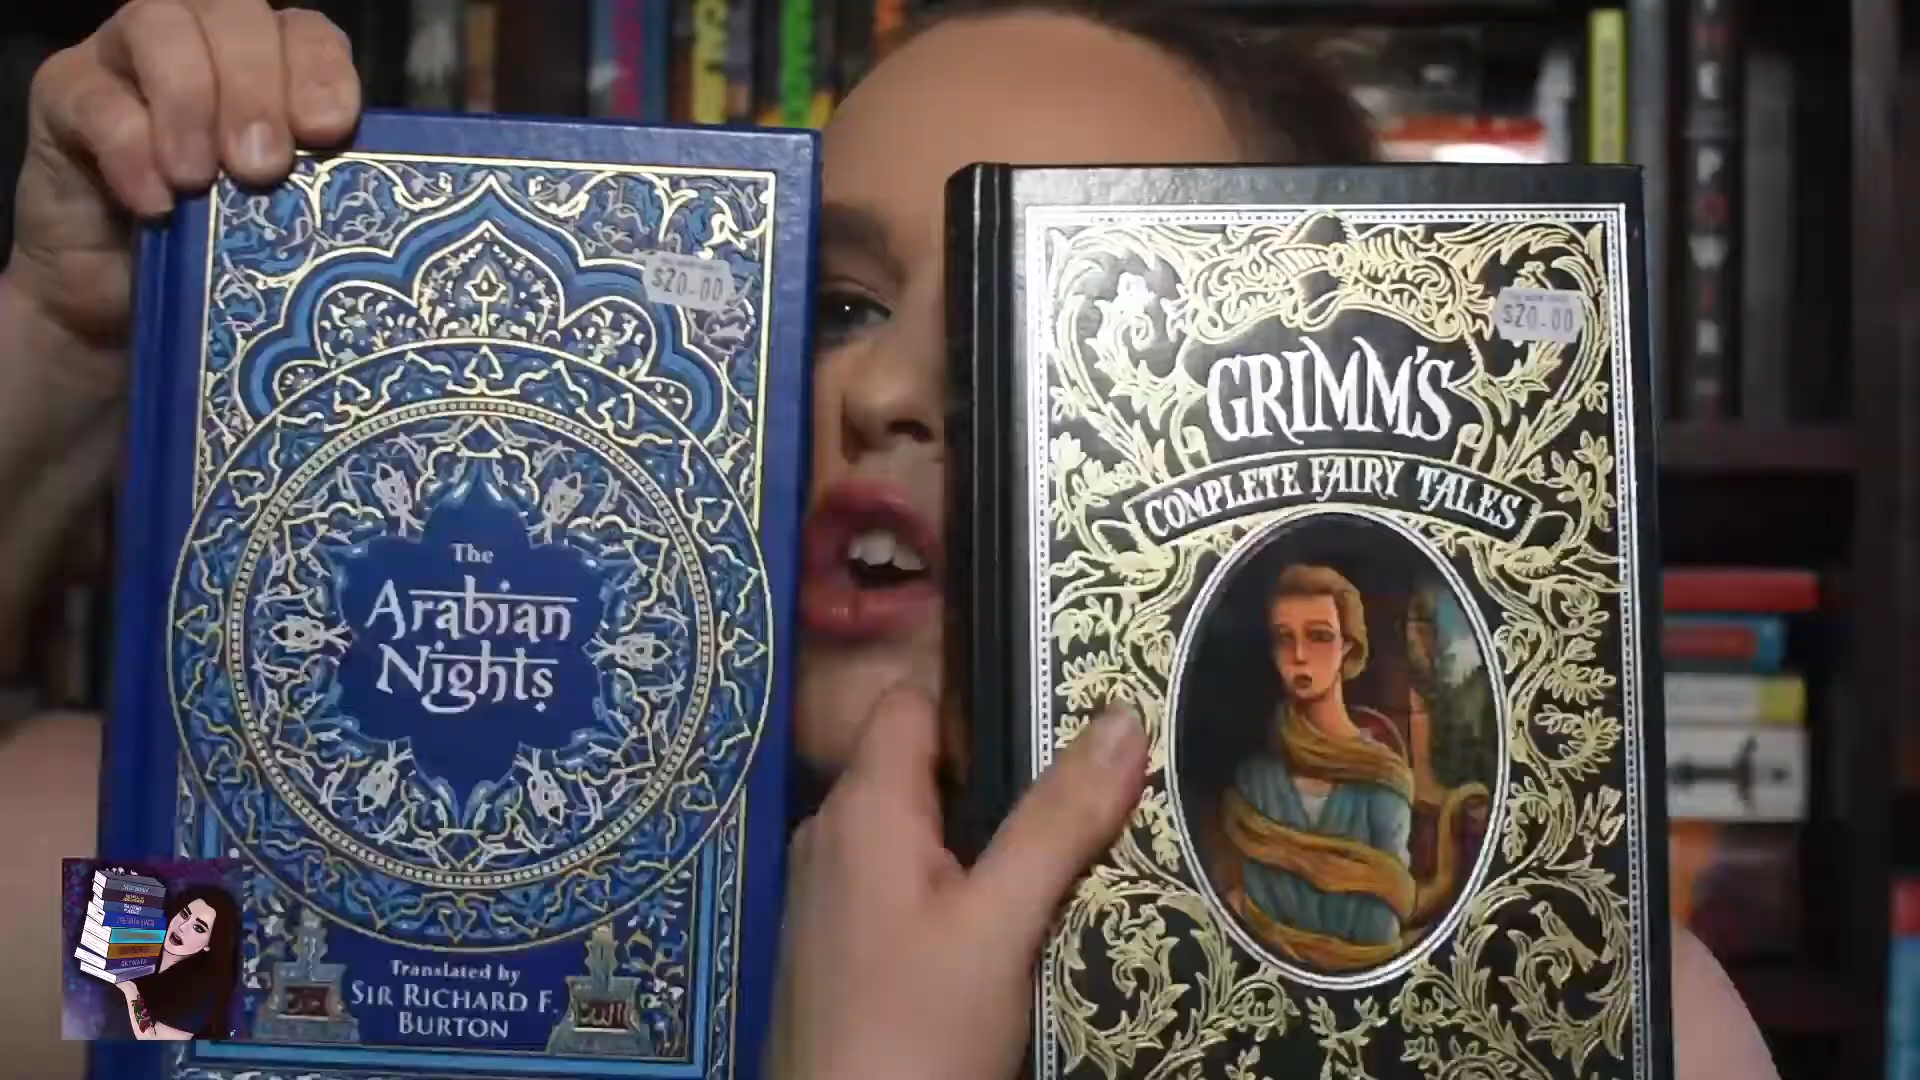 $20.00
The
Arabian
Nights
Translated by
SIR RICHARD F.
BURTON
$20.00
GRIMM'S
COMPLETE FAIRY TALES